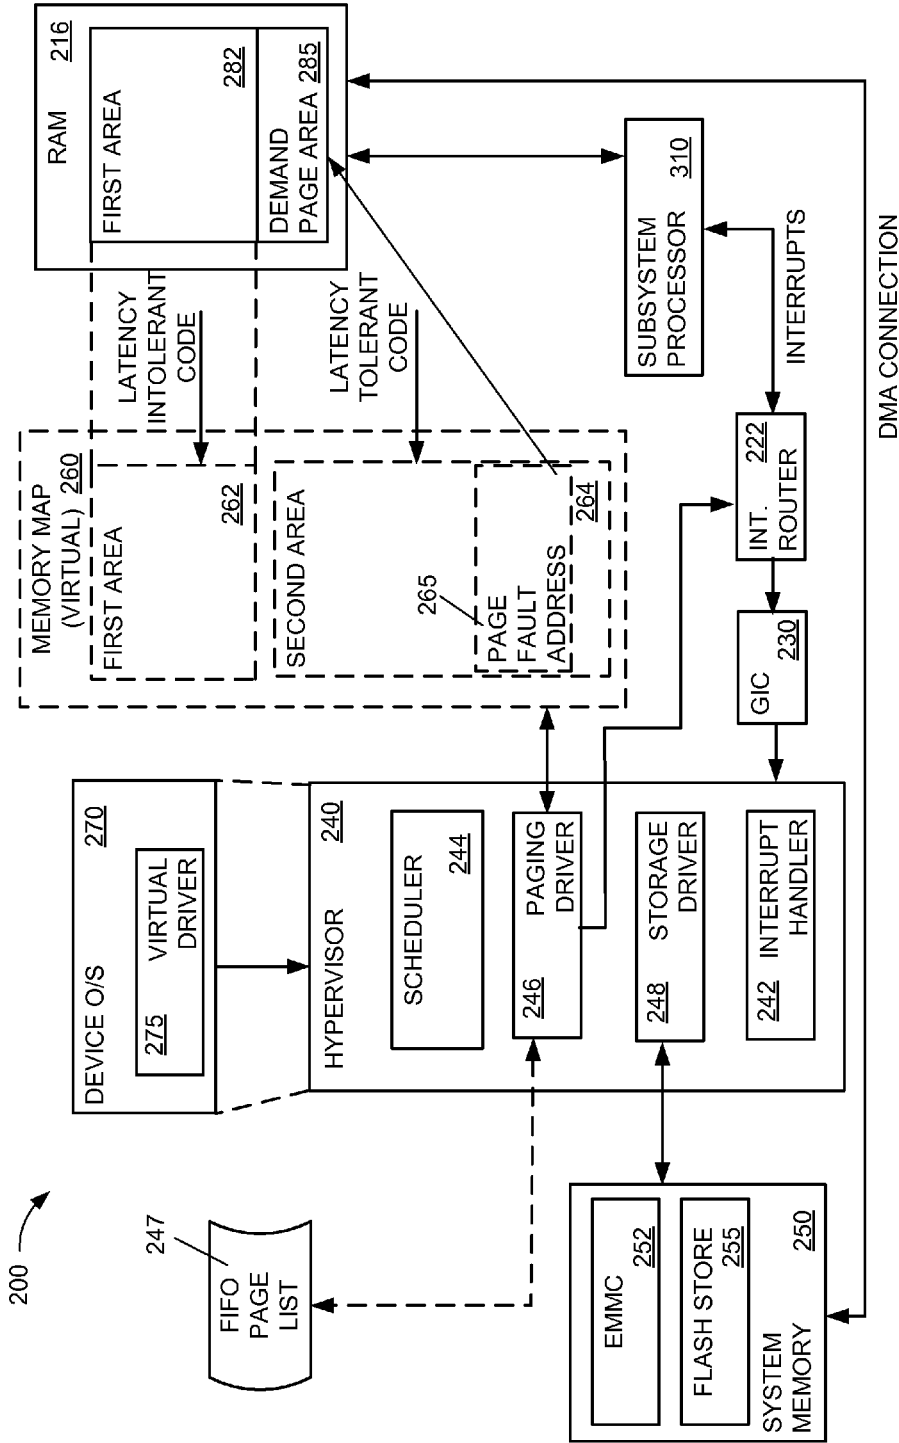 200
FIFO
PAGE
LIST
247
DEVICE O/S
270
VIRTUAL
DRIVER
275
HYPERVISOR
240
SCHEDULER
244
PAGING
DRIVER
246
STORAGE
DRIVER
248
INTERRUPT
HANDLER
242
EMMC
252
FLASH STORE
255
SYSTEM
MEMORY
250
MEMORY MAP
(VIRTUAL)
260
FIRST AREA
262
SECOND AREA
264
265
PAGE
FAULT
ADDRESS
LATENCY
INTOLERANT
CODE
LATENCY
TOLERANT
CODE
RAM
216
FIRST AREA
282
DEMAND
PAGE AREA
285
SUBSYSTEM
PROCESSOR
310
INTERRUPTS
INT.
ROUTER
222
GIC
230
DMA CONNECTION